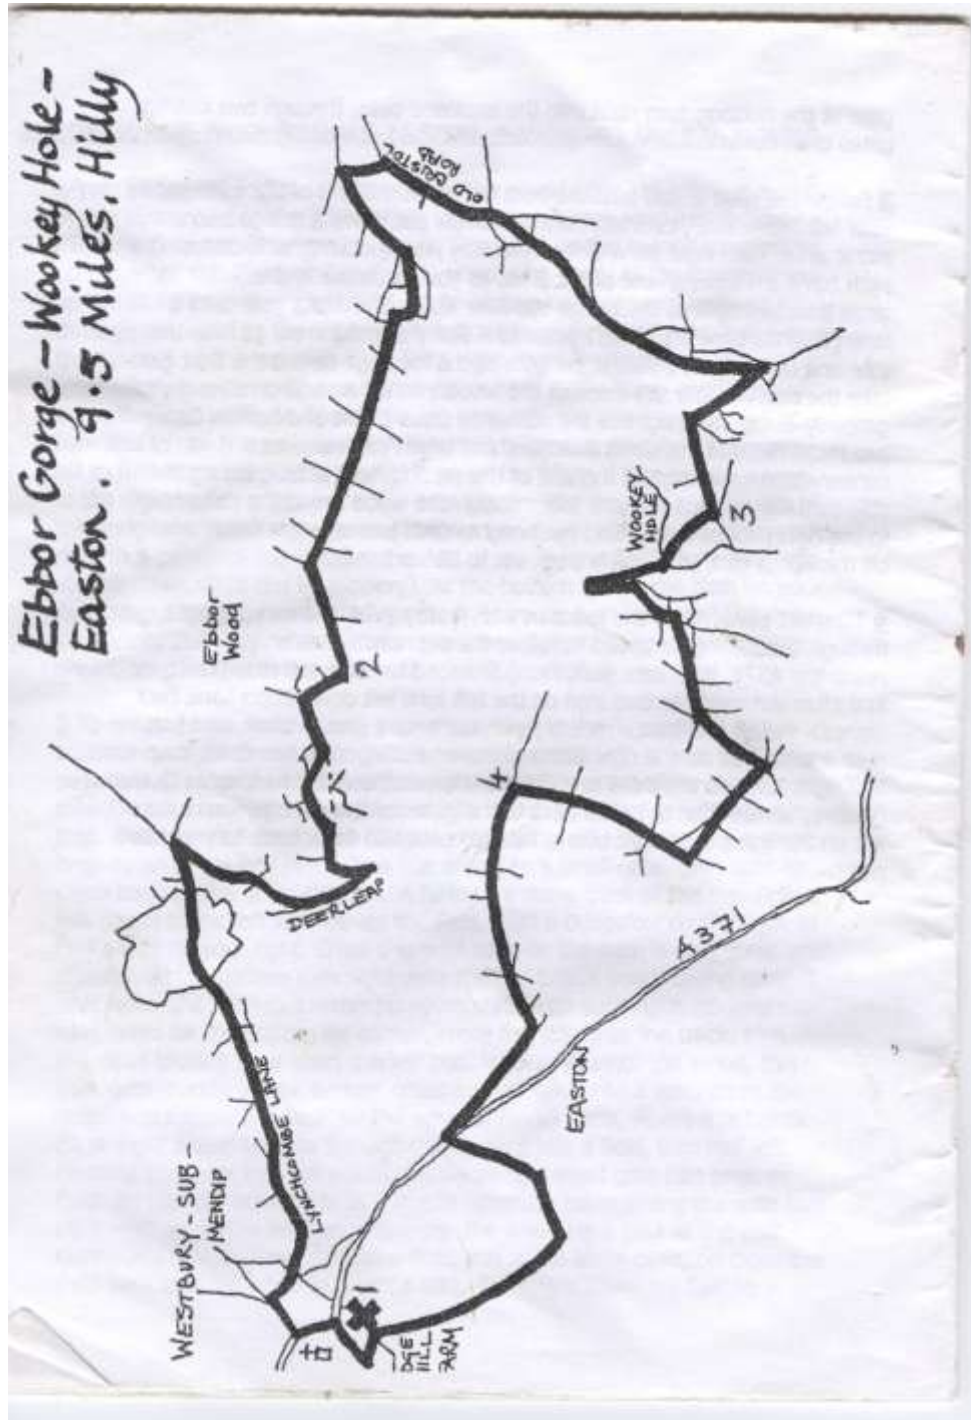 Ebbor Gorge – Wookey Hole –
Easton. 9.5 Miles. Hilly
WESTBURY - SUB -
MENDIP
LYNCHCOMBE LANE
DEERLEAP
Ebbor
Wood
2
OLD BRISTOL
ROAD
1
DGE
HILL
FARM
EASTON
A371
4
WOOKEY
HOLE
3